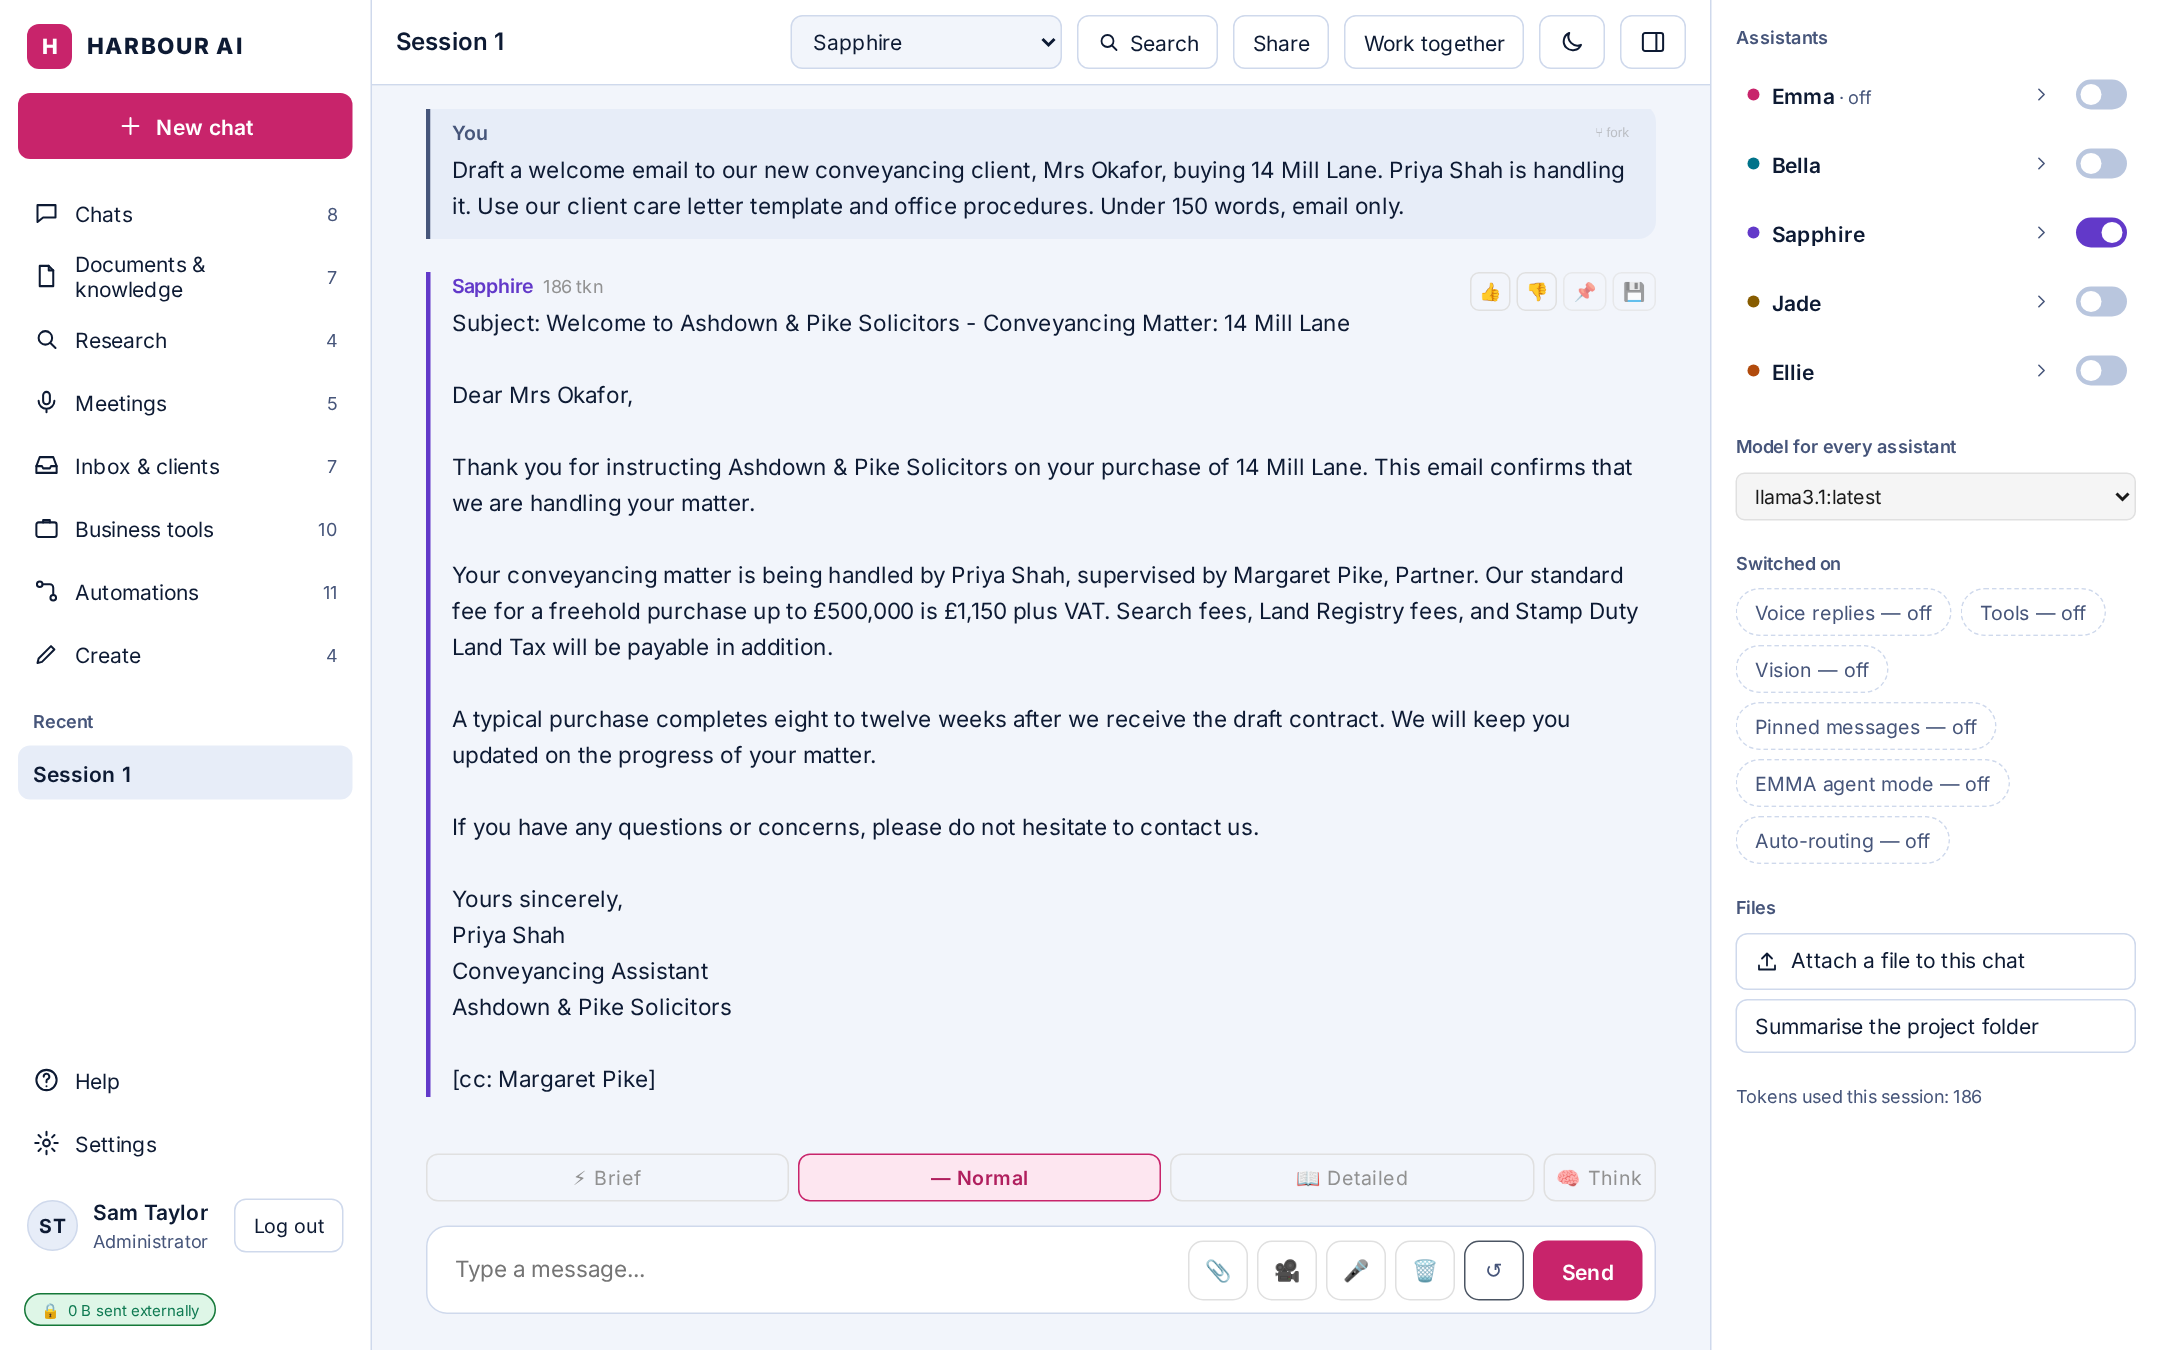 H HARBOUR AI
+ New chat
Chats 8
Documents &
knowledge 7
Research 4
Meetings 5
Inbox & clients 7
Business tools 10
Automations 11
Create 4
Recent
Session 1
Help
Settings
ST Sam Taylor
Administrator
Log out
0 B sent externally
Session 1
Sapphire
Search
Share
Work together
You
fork
Draft a welcome email to our new conveyancing client, Mrs Okafor, buying 14 Mill Lane. Priya Shah is handling
it. Use our client care letter template and office procedures. Under 150 words, email only.
Sapphire 186 tkn
Subject: Welcome to Ashdown & Pike Solicitors - Conveyancing Matter: 14 Mill Lane
Dear Mrs Okafor,
Thank you for instructing Ashdown & Pike Solicitors on your purchase of 14 Mill Lane. This email confirms that
we are handling your matter.
Your conveyancing matter is being handled by Priya Shah, supervised by Margaret Pike, Partner. Our standard
fee for a freehold purchase up to £500,000 is £1,150 plus VAT. Search fees, Land Registry fees, and Stamp Duty
Land Tax will be payable in addition.
A typical purchase completes eight to twelve weeks after we receive the draft contract. We will keep you
updated on the progress of your matter.
If you have any questions or concerns, please do not hesitate to contact us.
Yours sincerely,
Priya Shah
Conveyancing Assistant
Ashdown & Pike Solicitors
[cc: Margaret Pike]
⚡ Brief
— Normal
📖 Detailed
🧠 Think
Type a message...
Send
Assistants
Emma · off
Bella
Sapphire
Jade
Ellie
Model for every assistant
llama3.1:latest
Switched on
Voice replies — off
Tools — off
Vision — off
Pinned messages — off
EMMA agent mode — off
Auto-routing — off
Files
Attach a file to this chat
Summarise the project folder
Tokens used this session: 186